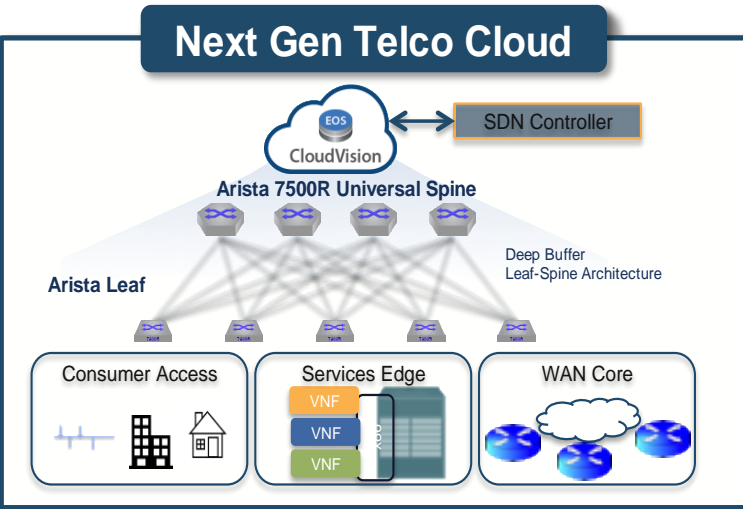 Next Gen Telco Cloud
EOS
CloudVision
SDN Controller
Arista 7500R Universal Spine
Deep Buffer
Leaf-Spine Architecture
Arista Leaf
Consumer Access
Services Edge
WAN Core
VNF
VNF
VNF